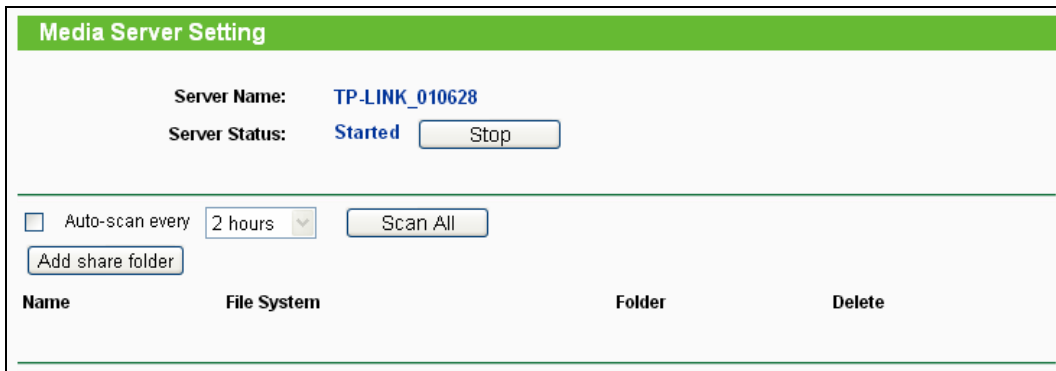 Media Server Setting
Server Name: TP-LINK_010628
Server Status: Started Stop
Auto-scan every 2 hours Scan All
Add share folder
Name File System Folder Delete